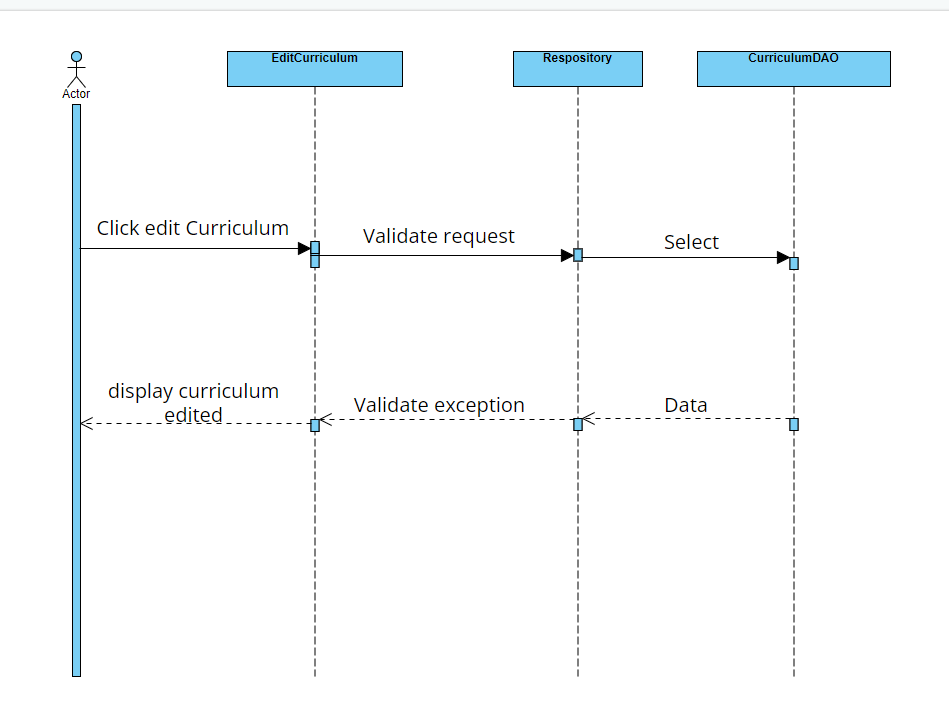 EditCurriculum
Respository
CurriculumDAO
Actor
Click edit Curriculum
Validate request
Select
display curriculum
edited
Validate exception
Data